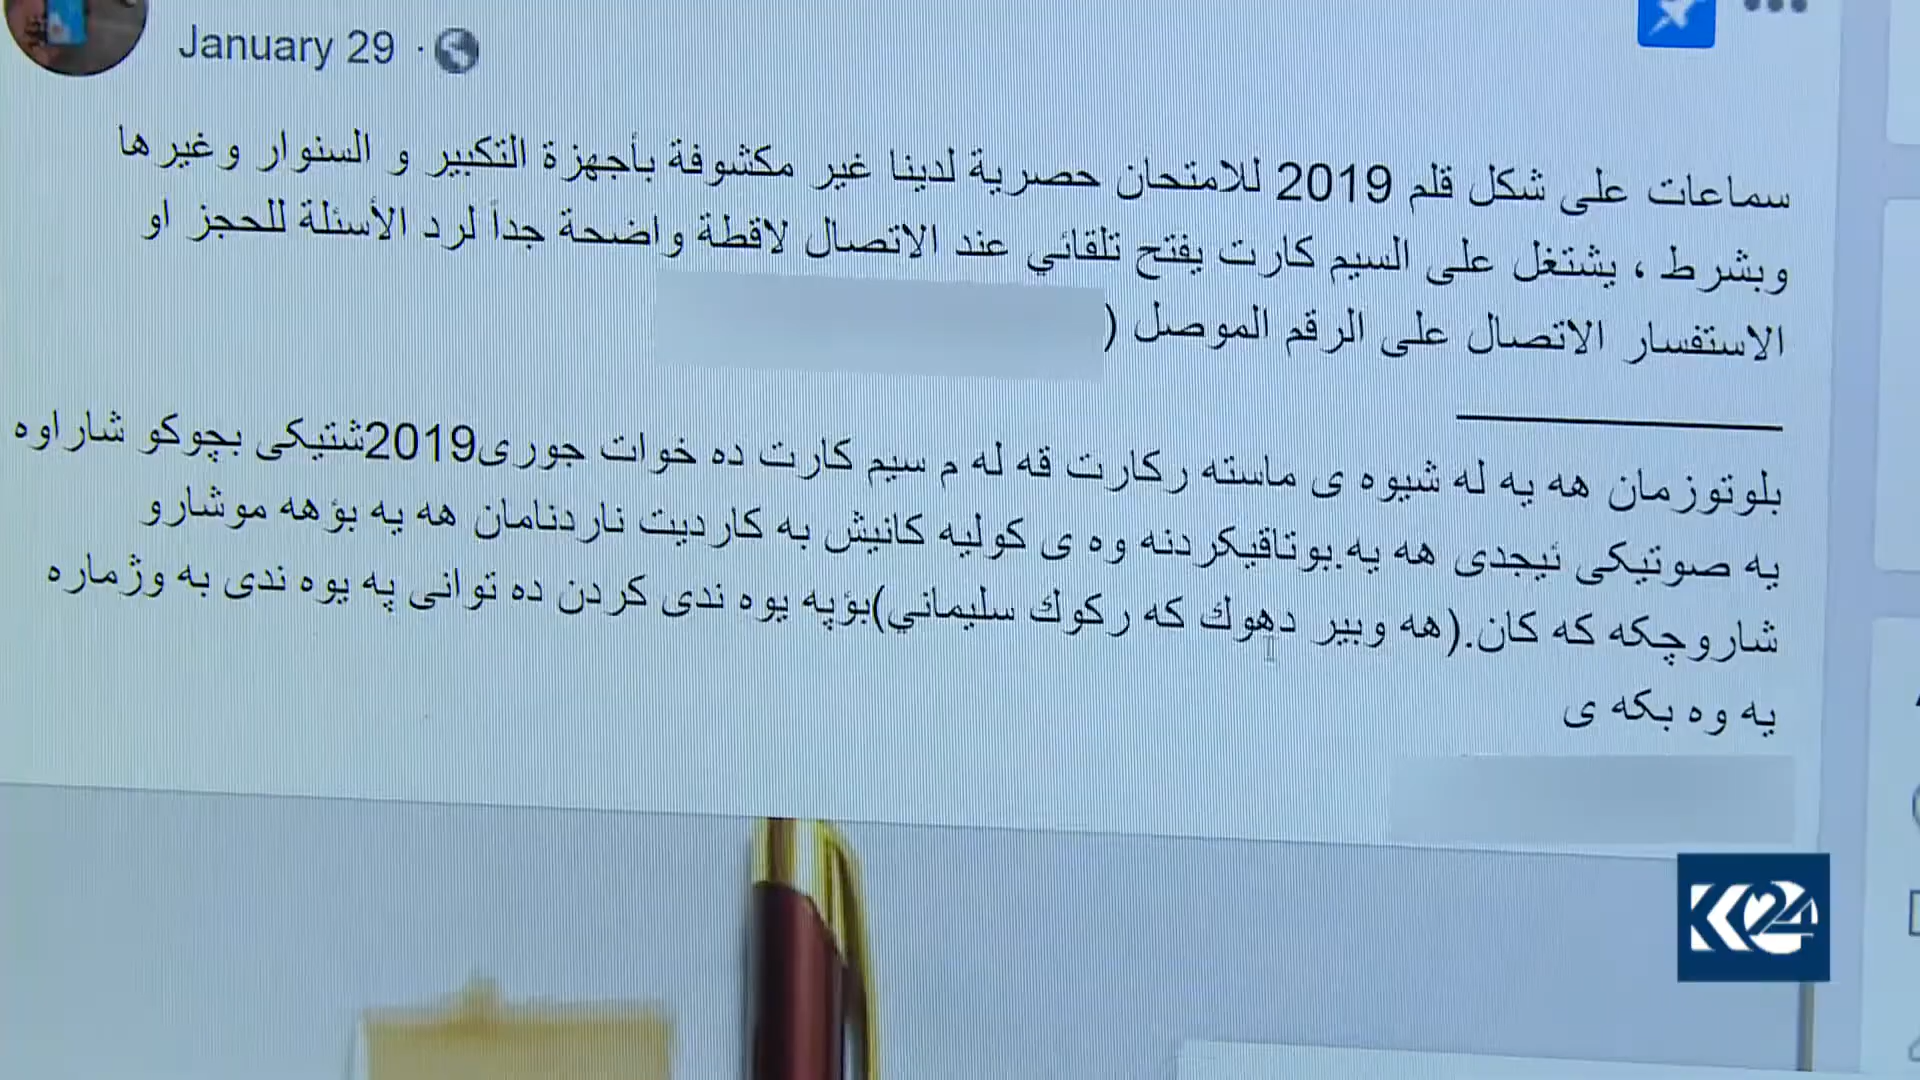 January 29 ·
سماعات على شكل قلم 2019 للامتحان حصرية لدينا غير مكشوفة بأجهزة التكبير و السنوار وغيرها
وبشرط ، يشتغل على السيم كارت يفتح تلقائي عند الاتصال لاقطة واضحة جداً لرد الأسئلة للحجز او
الاستفسار الاتصال على الرقم الموصل (
بلوتوزمان هه يه له شيوه ى ماسته ركارت قه له م سيم كارت ده خوات جورى2019شتيكى بچوكو شاراوه
يه صوتيكى ئيجدى هه يه.بوتاقيكردنه وه ى كوليه كانيش به كارديت ناردنامان هه يه بؤهه موشارو
شاروچكه كه كان.(هه وبير دهوك كه ركوك سليماني)بؤپه يوه ندى كردن ده توانى په يوه ندى به وژماره
يه وه بكه ى
K24